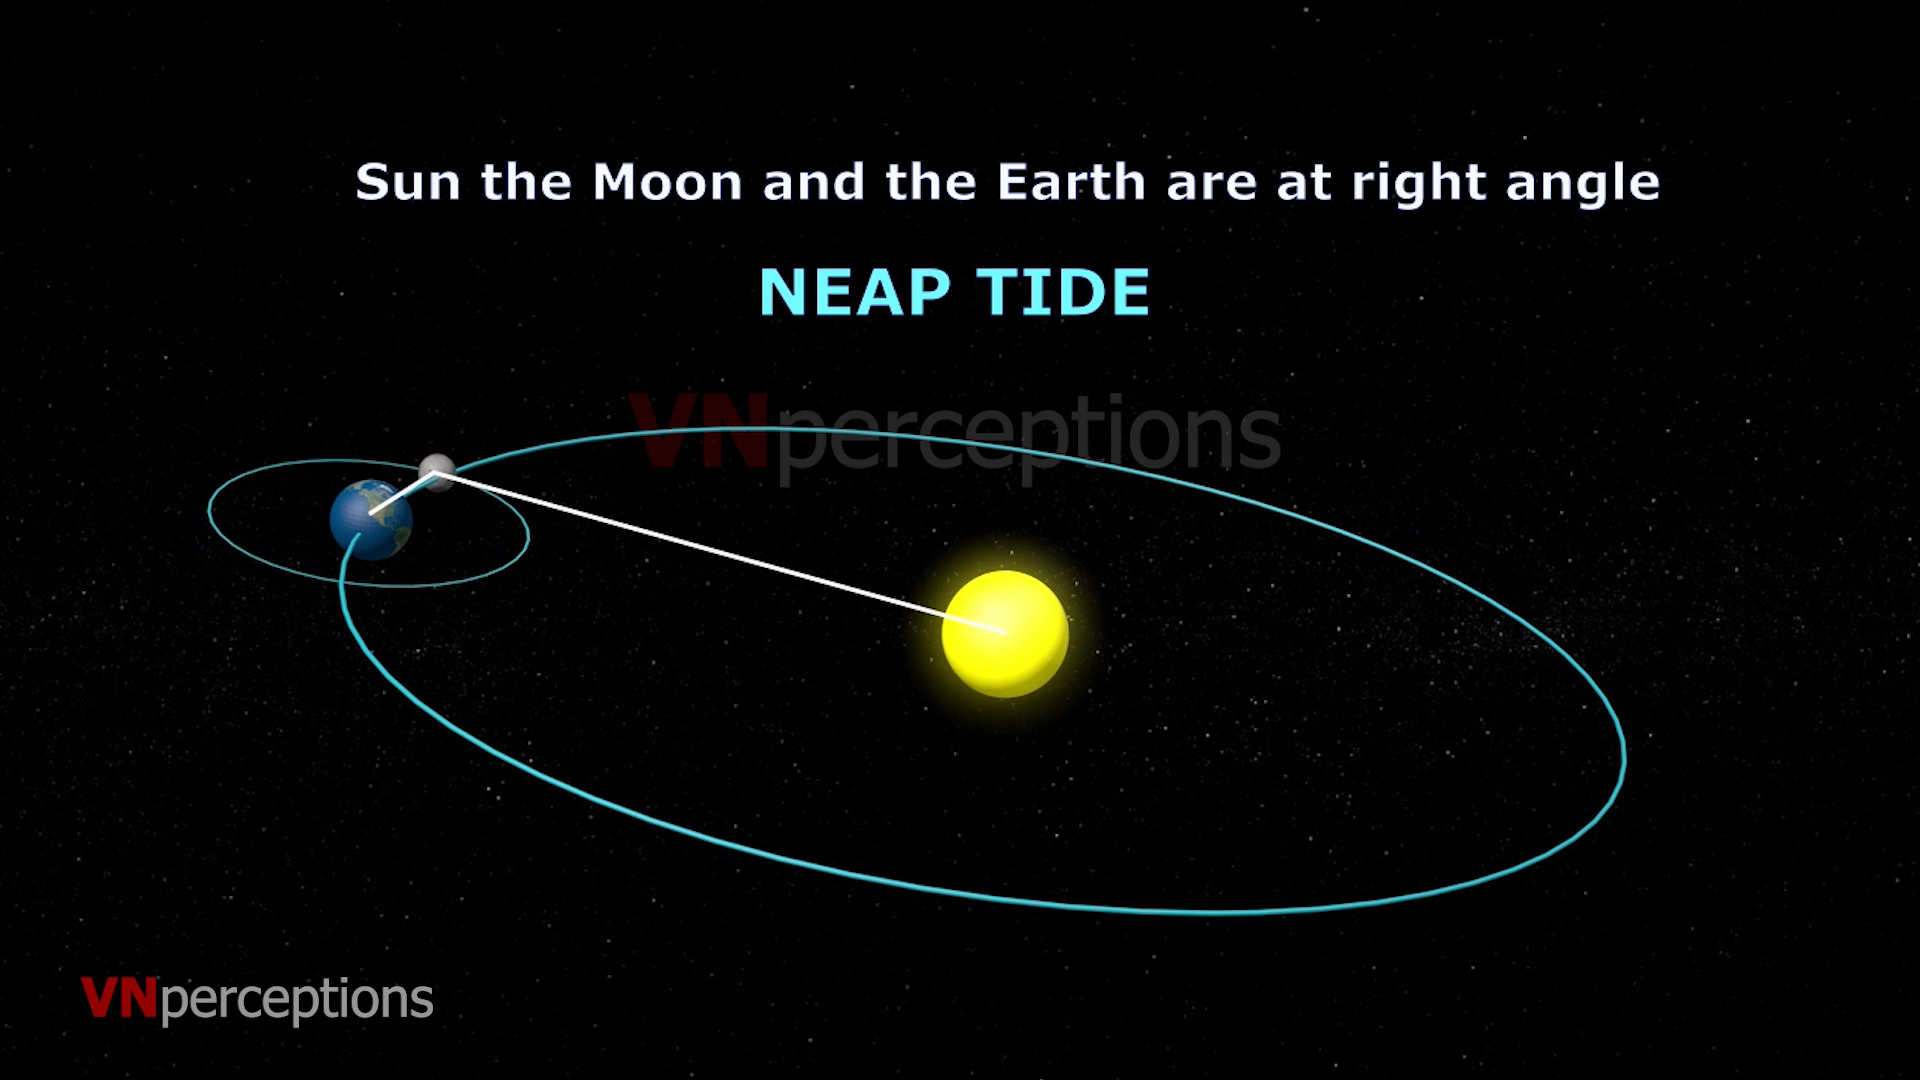 Sun the Moon and the Earth are at right angle
NEAP TIDE
VNperceptions
VNperceptions